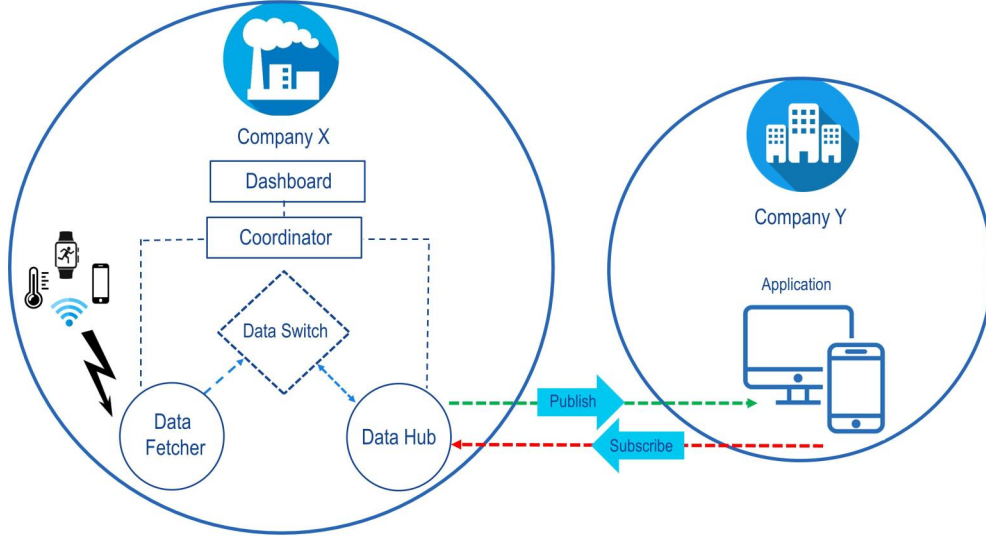 Company X
Dashboard
Coordinator
Data Switch
Data
Fetcher
Data Hub
Publish
Subscribe
Company Y
Application